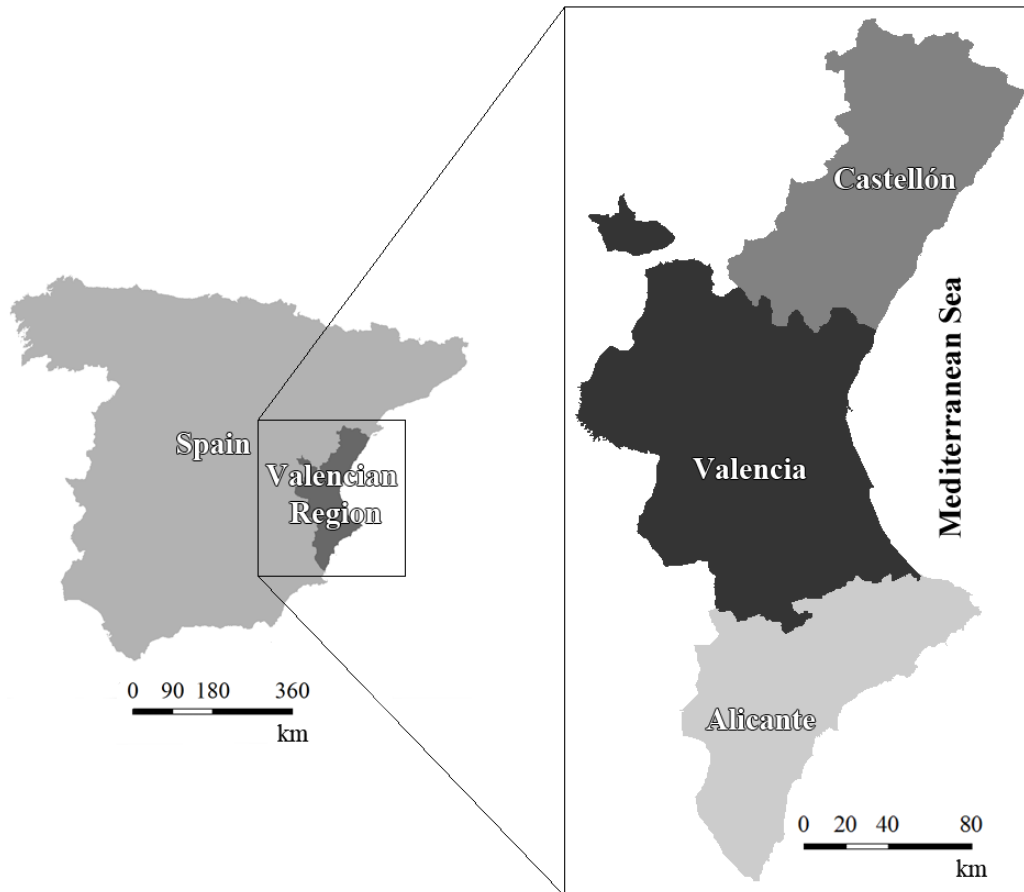 Spain
Valencian
Region
0 90 180 360
km
Castellón
Valencia
Alicante
Mediterranean Sea
0 20 40 80
km